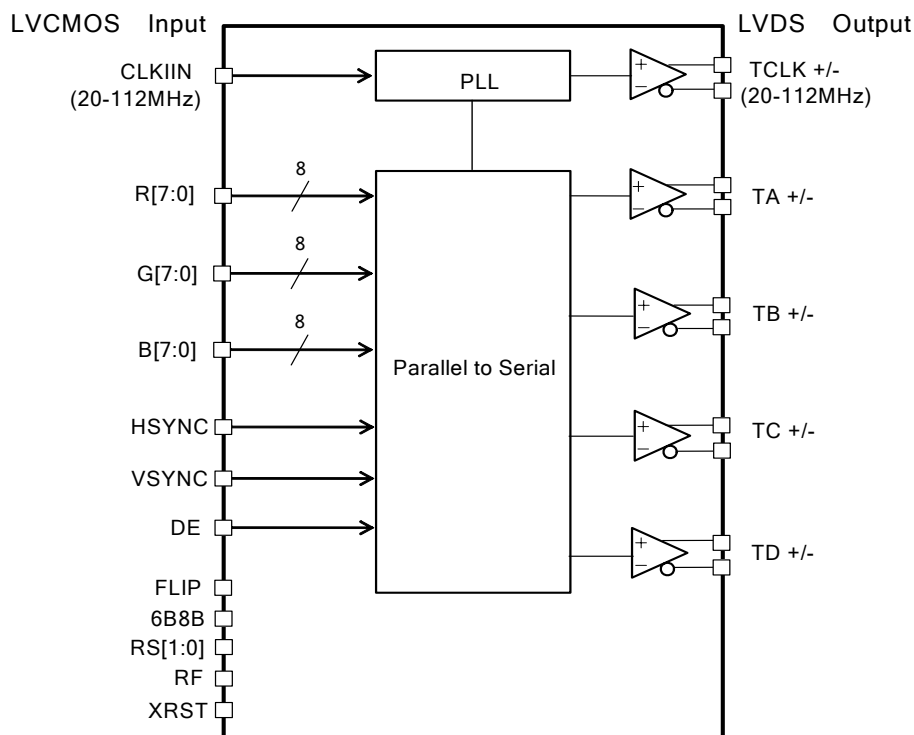 LVCMOS Input
LVDS Output
CLKIIN
(20-112MHz)
PLL
+
−
TCLK +/-
(20-112MHz)
R[7:0]
8
+
−
TA +/-
G[7:0]
8
+
−
TB +/-
B[7:0]
8
Parallel to Serial
HSYNC
+
−
TC +/-
VSYNC
DE
+
−
TD +/-
FLIP
6B8B
RS[1:0]
RF
XRST